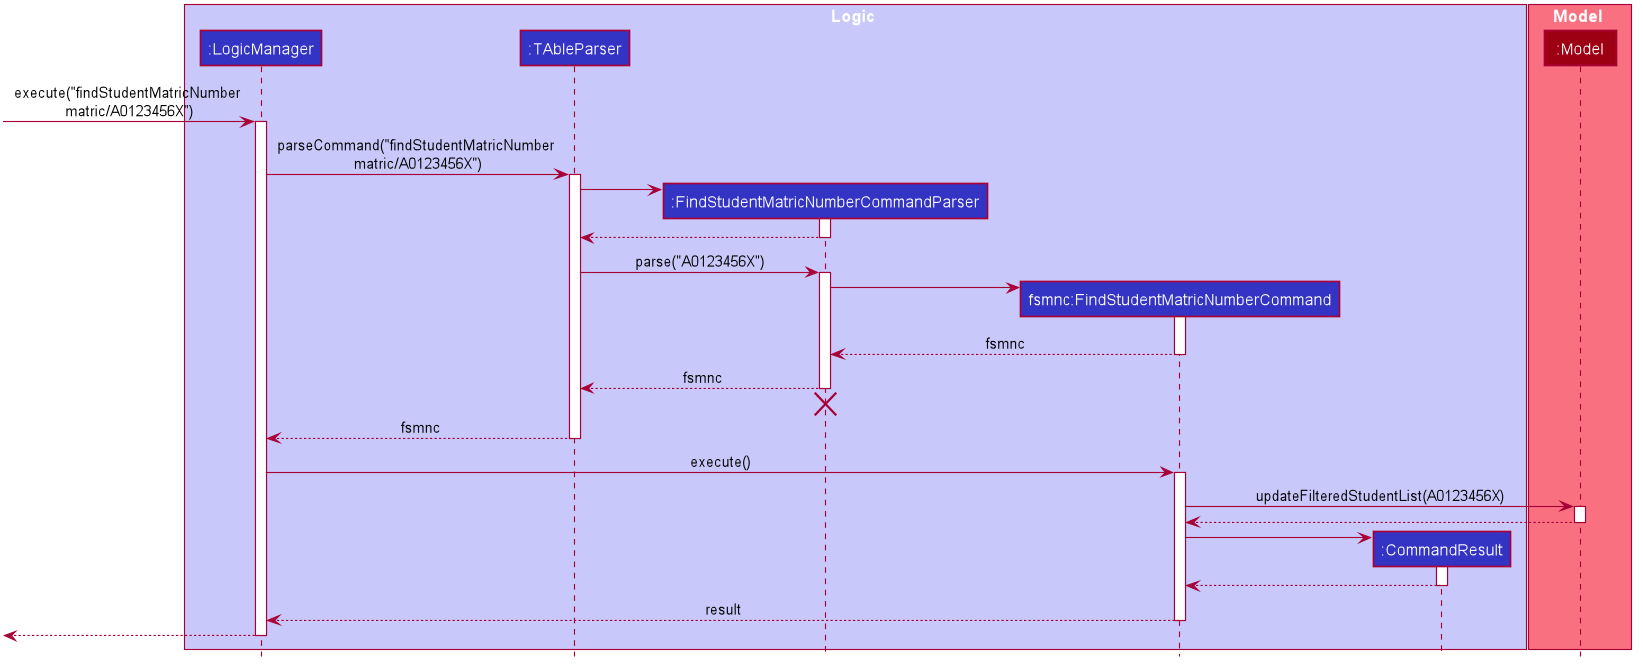 Logic
Model
:LogicManager
:TAbleParser
:Model
execute("findStudentMatricNumber
matric/A0123456X")
parseCommand("findStudentMatricNumber
matric/A0123456X")
:FindStudentMatricNumberCommandParser
parse("A0123456X")
fsmnc:FindStudentMatricNumberCommand
fsmnc
fsmnc
fsmnc
execute()
updateFilteredStudentList(A0123456X)
:CommandResult
result